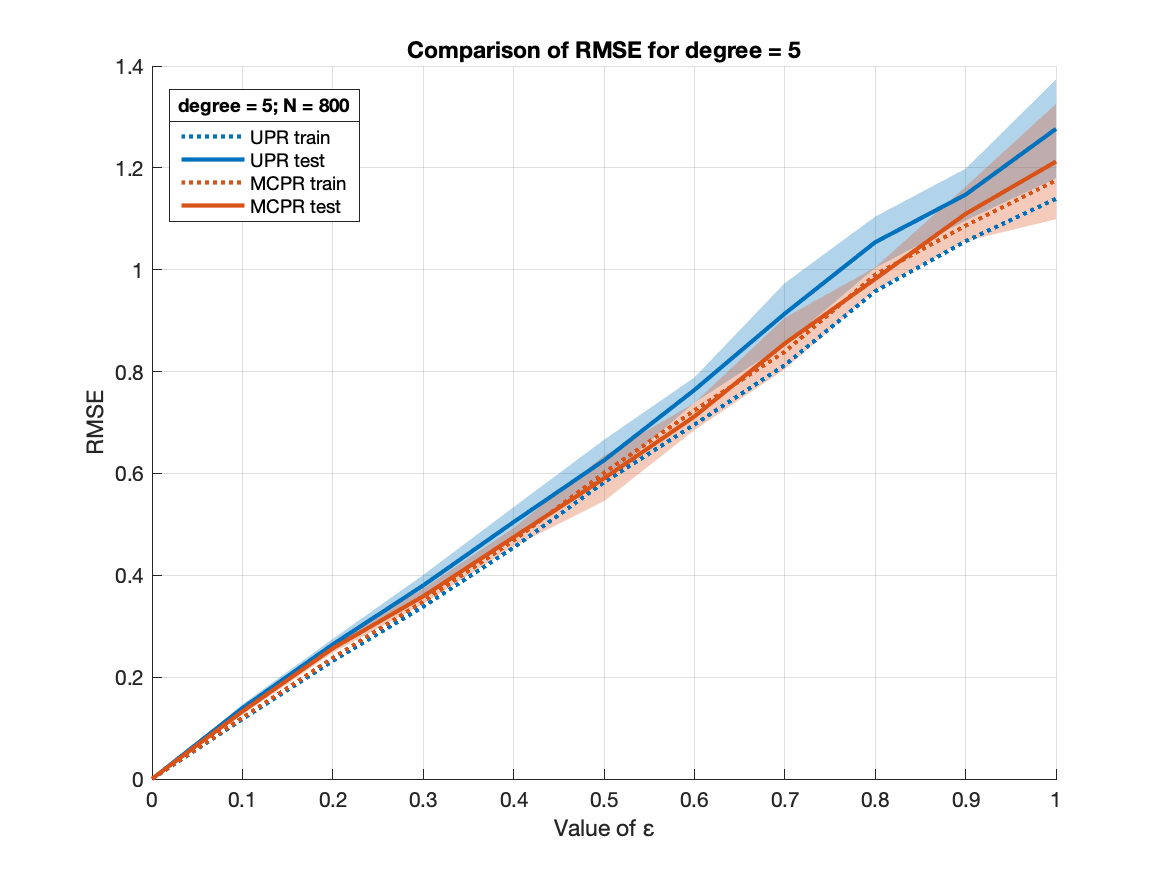 Comparison of RMSE for degree = 5
1.4
1.2
1
0.8
0.6
0.4
0.2
0
RMSE
degree = 5; N = 800
UPR train
UPR test
MCPR train
MCPR test
0 0.1 0.2 0.3 0.4 0.5 0.6 0.7 0.8 0.9 1
Value of ε